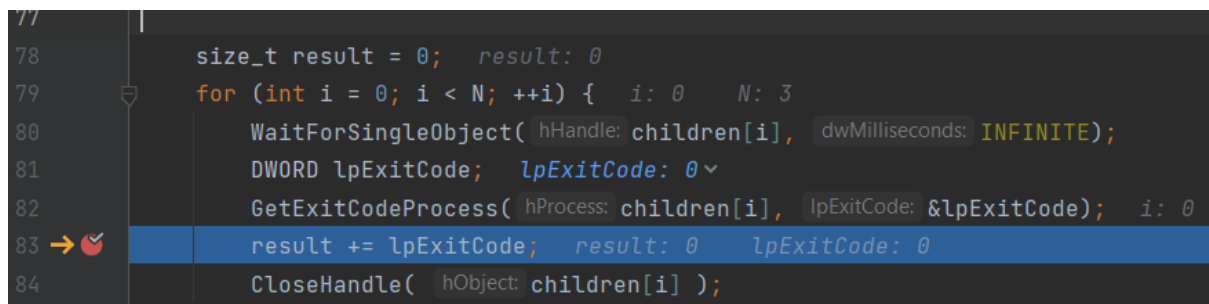 77
78 size_t result = 0; result: 0
79 for (int i = 0; i < N; ++i) { i: 0 N: 3
80 WaitForSingleObject( hHandle: children[i], dwMilliseconds: INFINITE);
81 DWORD lpExitCode; lpExitCode: 0
82 GetExitCodeProcess( hProcess: children[i], lpExitCode: &lpExitCode); i: 0
83 result += lpExitCode; result: 0 lpExitCode: 0
84 CloseHandle( hObject: children[i] );